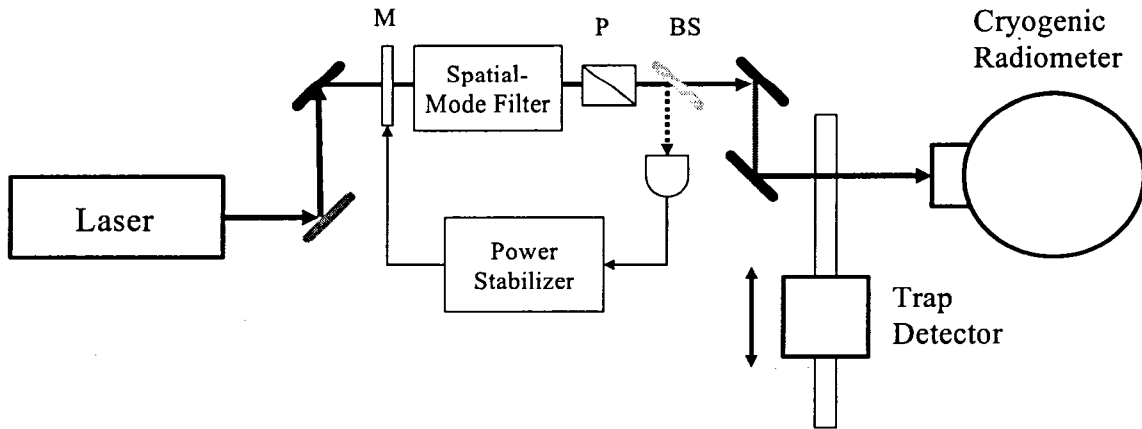 M
P
BS
Cryogenic
Radiometer
Spatial-
Mode Filter
Laser
Power
Stabilizer
Trap
Detector